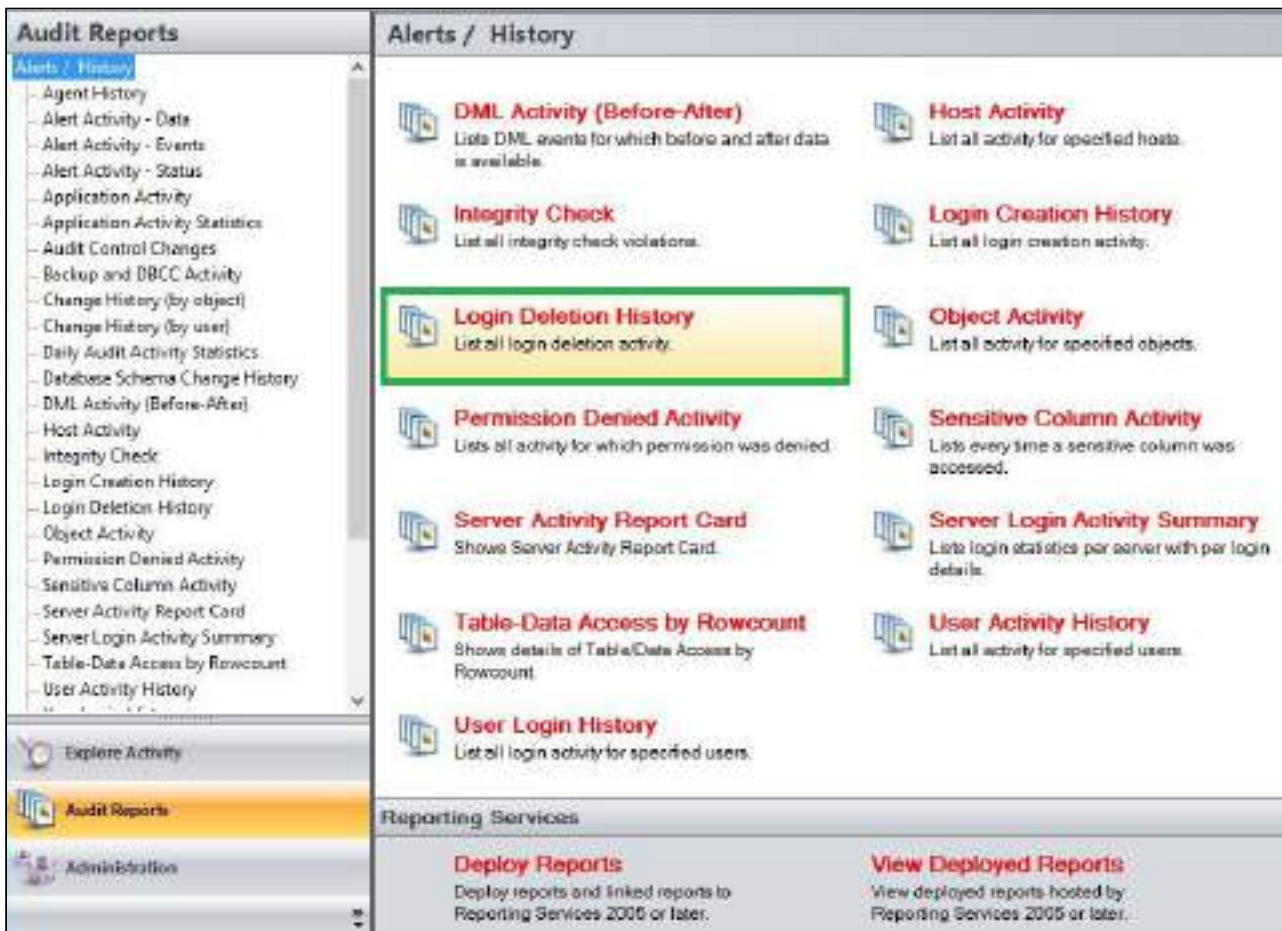 Audit Reports
Alerts / History
Agent History
Alert Activity - Data
Alert Activity - Events
Alert Activity - Status
Application Activity
Application Activity Statistics
Audit Control Changes
Backup and DBCC Activity
Change History (by object)
Change History (by user)
Daily Audit Activity Statistics
Database Schema Change History
DML Activity (Before-After)
Host Activity
Integrity Check
Login Creation History
Login Deletion History
Object Activity
Permission Denied Activity
Sensitive Column Activity
Server Activity Report Card
Server Login Activity Summary
Table-Data Access by Rowcount
User Activity History
Explore Activity
Audit Reports
Administration
Alerts / History
DML Activity (Before-After)
Lists DML events for which before and after data
is available.
Host Activity
List all activity for specified hosts.
Integrity Check
List all integrity check violations.
Login Creation History
List all login creation activity.
Login Deletion History
List all login deletion activity.
Object Activity
List all activity for specified objects.
Permission Denied Activity
Lists all activity for which permission was denied.
Sensitive Column Activity
Lists every time a sensitive column was
accessed.
Server Activity Report Card
Shows Server Activity Report Card.
Server Login Activity Summary
Lists login statistics per server with per login
details.
Table-Data Access by Rowcount
Shows details of Table/Data Access by
Rowcount
User Activity History
List all activity for specified users.
User Login History
List all login activity for specified users.
Reporting Services
Deploy Reports
Deploy reports and linked reports to
Reporting Services 2005 or later.
View Deployed Reports
View deployed reports hosted by
Reporting Services 2005 or later.